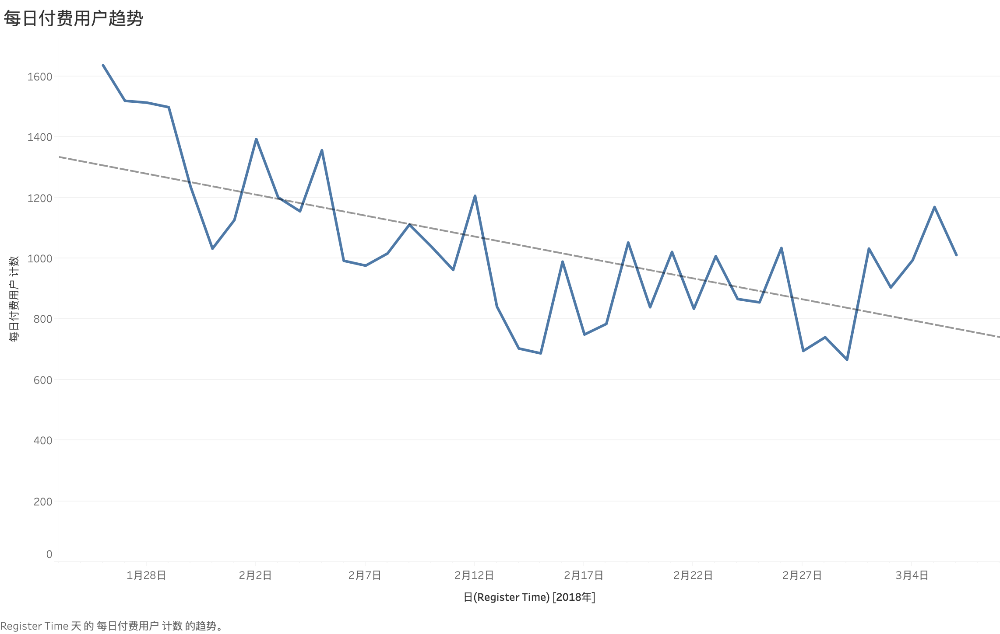 每日付费用户趋势
1600
1400
1200
1000
800
600
400
200
0
每日付费用户 计数
1月28日 2月2日 2月7日 2月12日 2月17日 2月22日 2月27日 3月4日
日(Register Time) [2018年]
Register Time 天 的 每日付费用户 计数 的趋势。